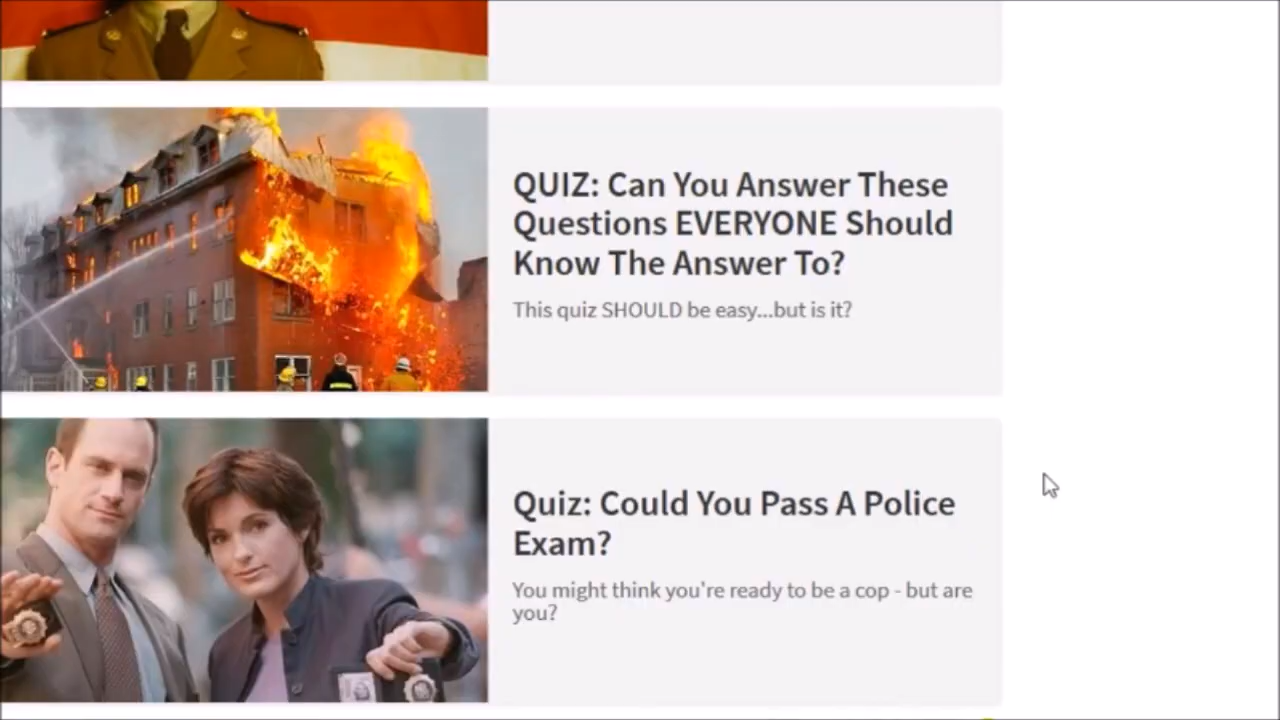 QUIZ: Can You Answer These
Questions EVERYONE Should
Know The Answer To?
This quiz SHOULD be easy...but is it?
Quiz: Could You Pass A Police
Exam?
You might think you're ready to be a cop - but are
you?